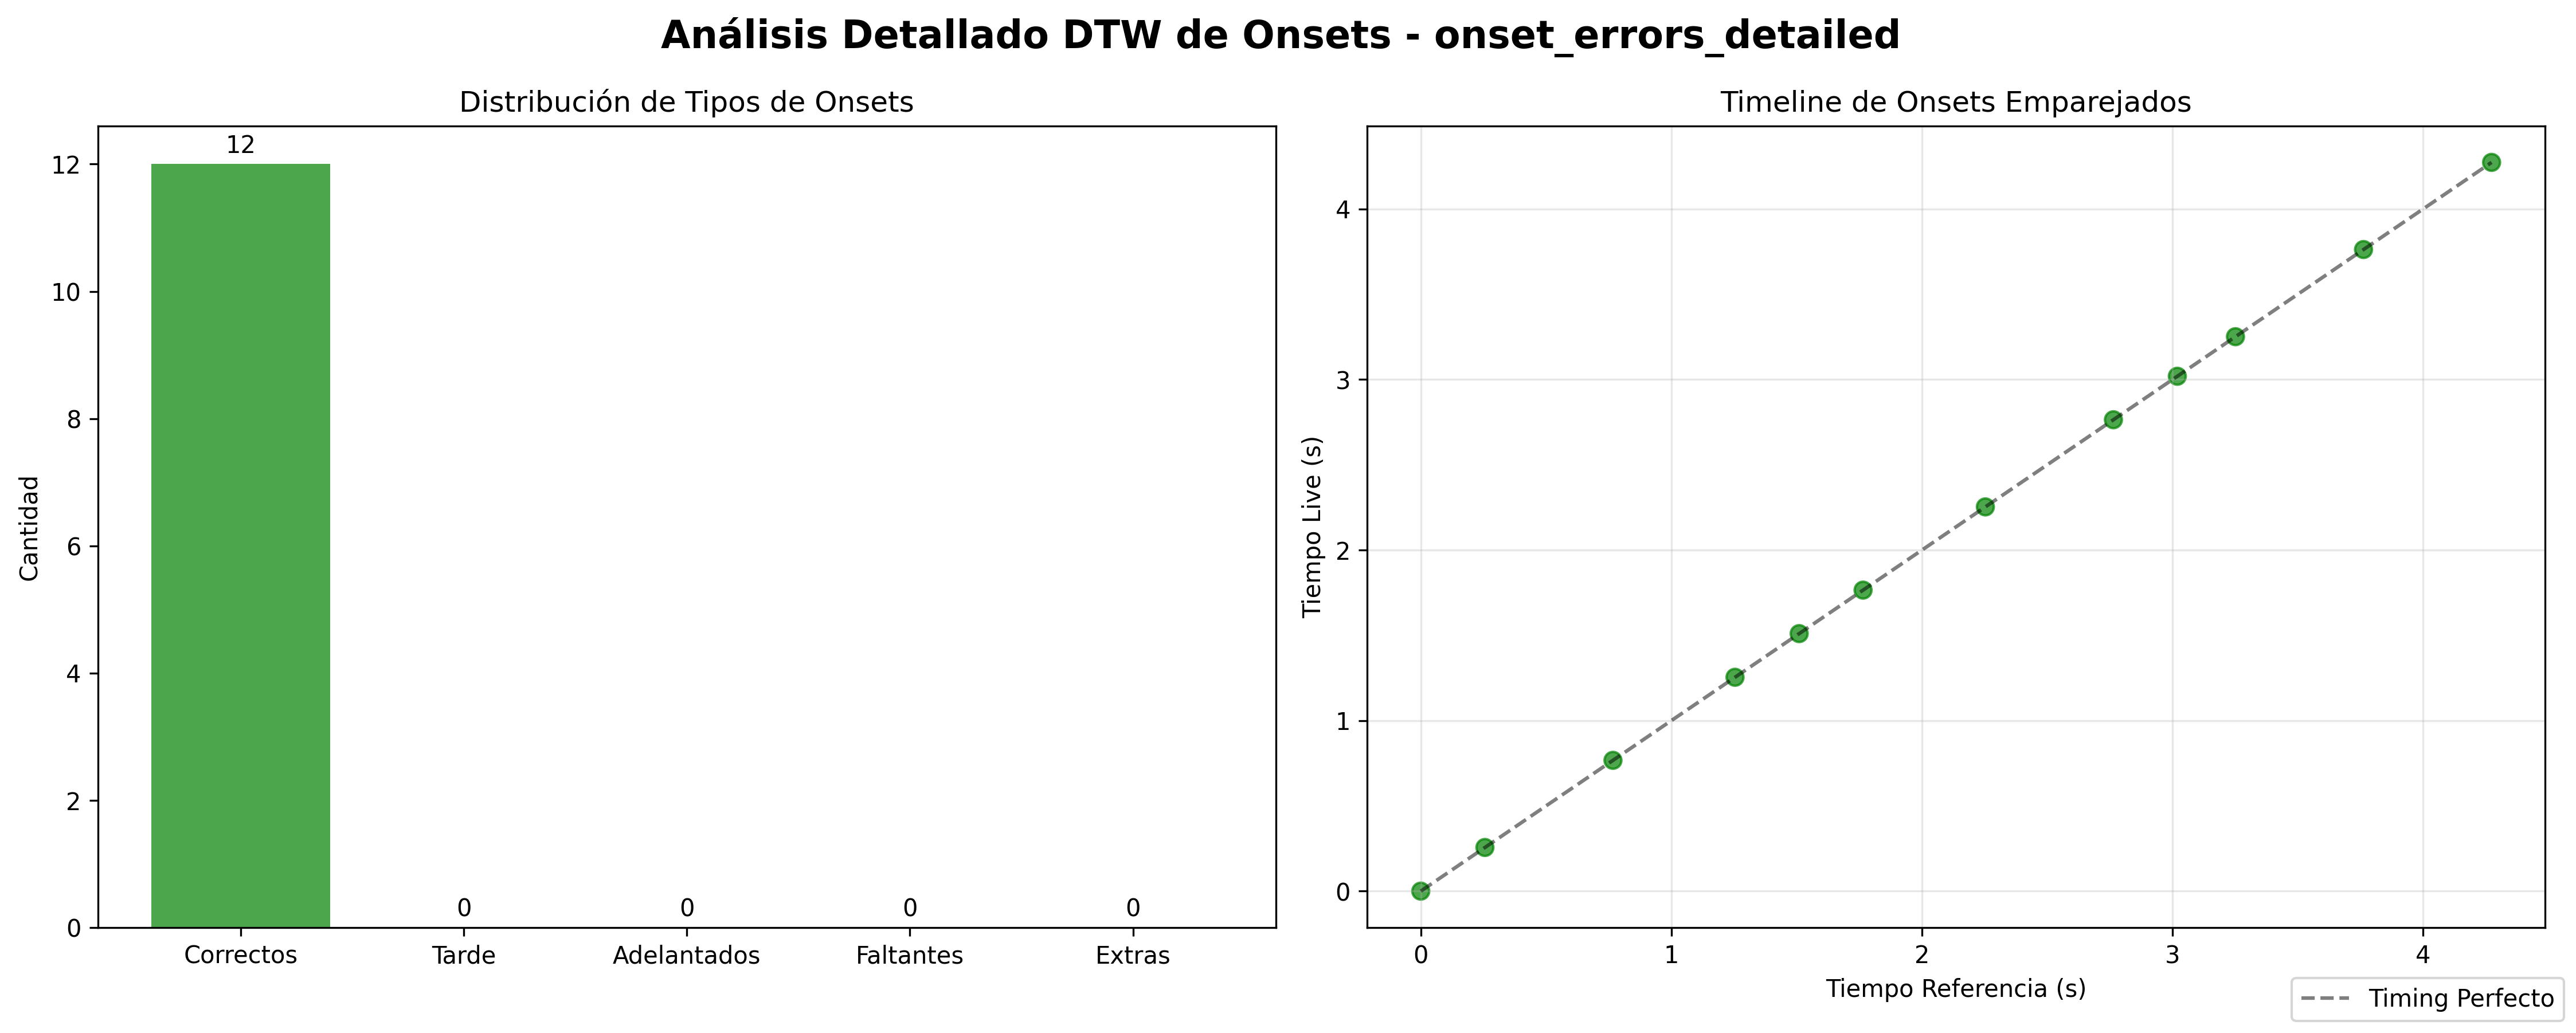 Análisis Detallado DTW de Onsets - onset_errors_detailed
Distribución de Tipos de Onsets
12
12
10
8
6
4
2
0
Cantidad
0
0
0
0
Correctos
Tarde
Adelantados
Faltantes
Extras
Timeline de Onsets Emparejados
4
3
2
1
0
Tiempo Live (s)
0
1
2
3
4
Tiempo Referencia (s)
Timing Perfecto